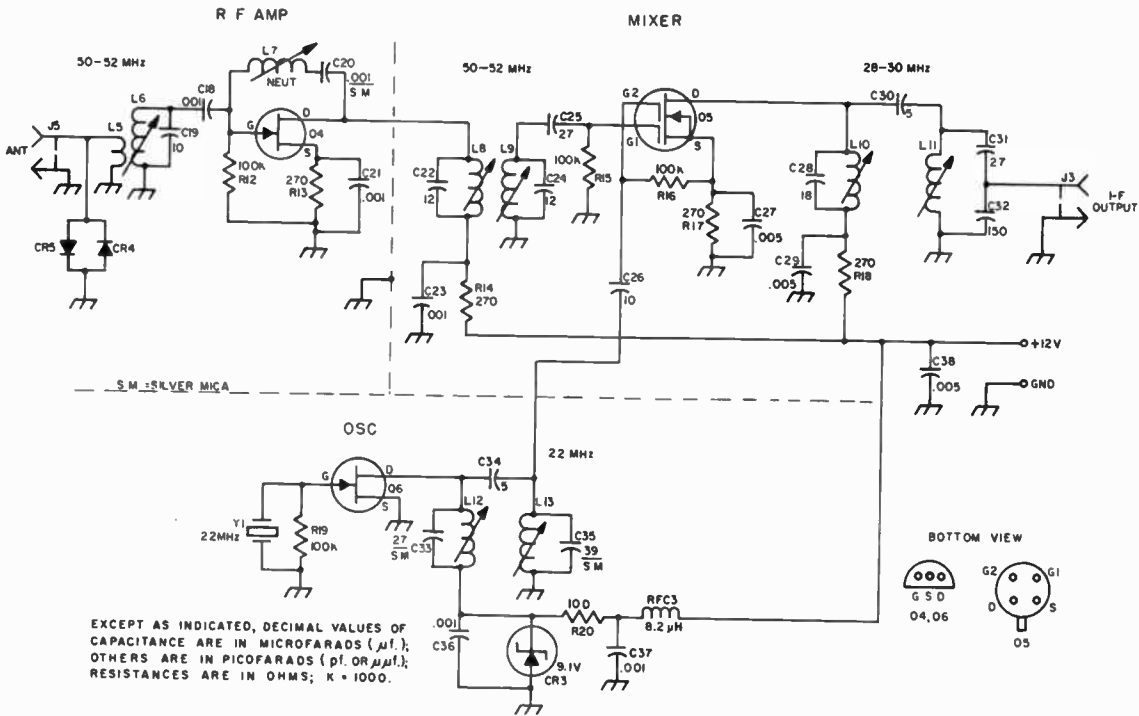 R F AMP
MIXER
50-52 MHz
50-52 MHz
28-30 MHz
L7
NEUT
C20
.001
SM
L6
C18
.001
J5
ANT
L5
C19
10
G
D
Q4
S
100k
R12
270
R13
C21
.001
CR5
CR4
C22
12
L8
L9
C24
12
C25
27
100k
R15
G2
G1
D
Q5
S
100k
R16
270
R17
C27
.005
C26
10
C23
.001
R14
270
C28
18
L10
C30
5
L11
C31
27
C32
150
J3
I-F
OUTPUT
C29
.005
270
R18
+12V
C38
.005
GND
S M =SILVER MICA
OSC
22 MHz
G
D
Q6
S
C34
5
Y1
22MHz
R19
100k
27
SM
C33
L12
L13
C35
39
SM
.001
C36
9.1V
CR3
100
R20
C37
.001
RFC3
8.2 µH
BOTTOM VIEW
G S D
Q4,Q6
G2
G1
D
S
Q5
EXCEPT AS INDICATED, DECIMAL VALUES OF
CAPACITANCE ARE IN MICROFARADS ( µf.);
OTHERS ARE IN PICOFARADS ( pf. OR µµf.);
RESISTANCES ARE IN OHMS; K = 1000.